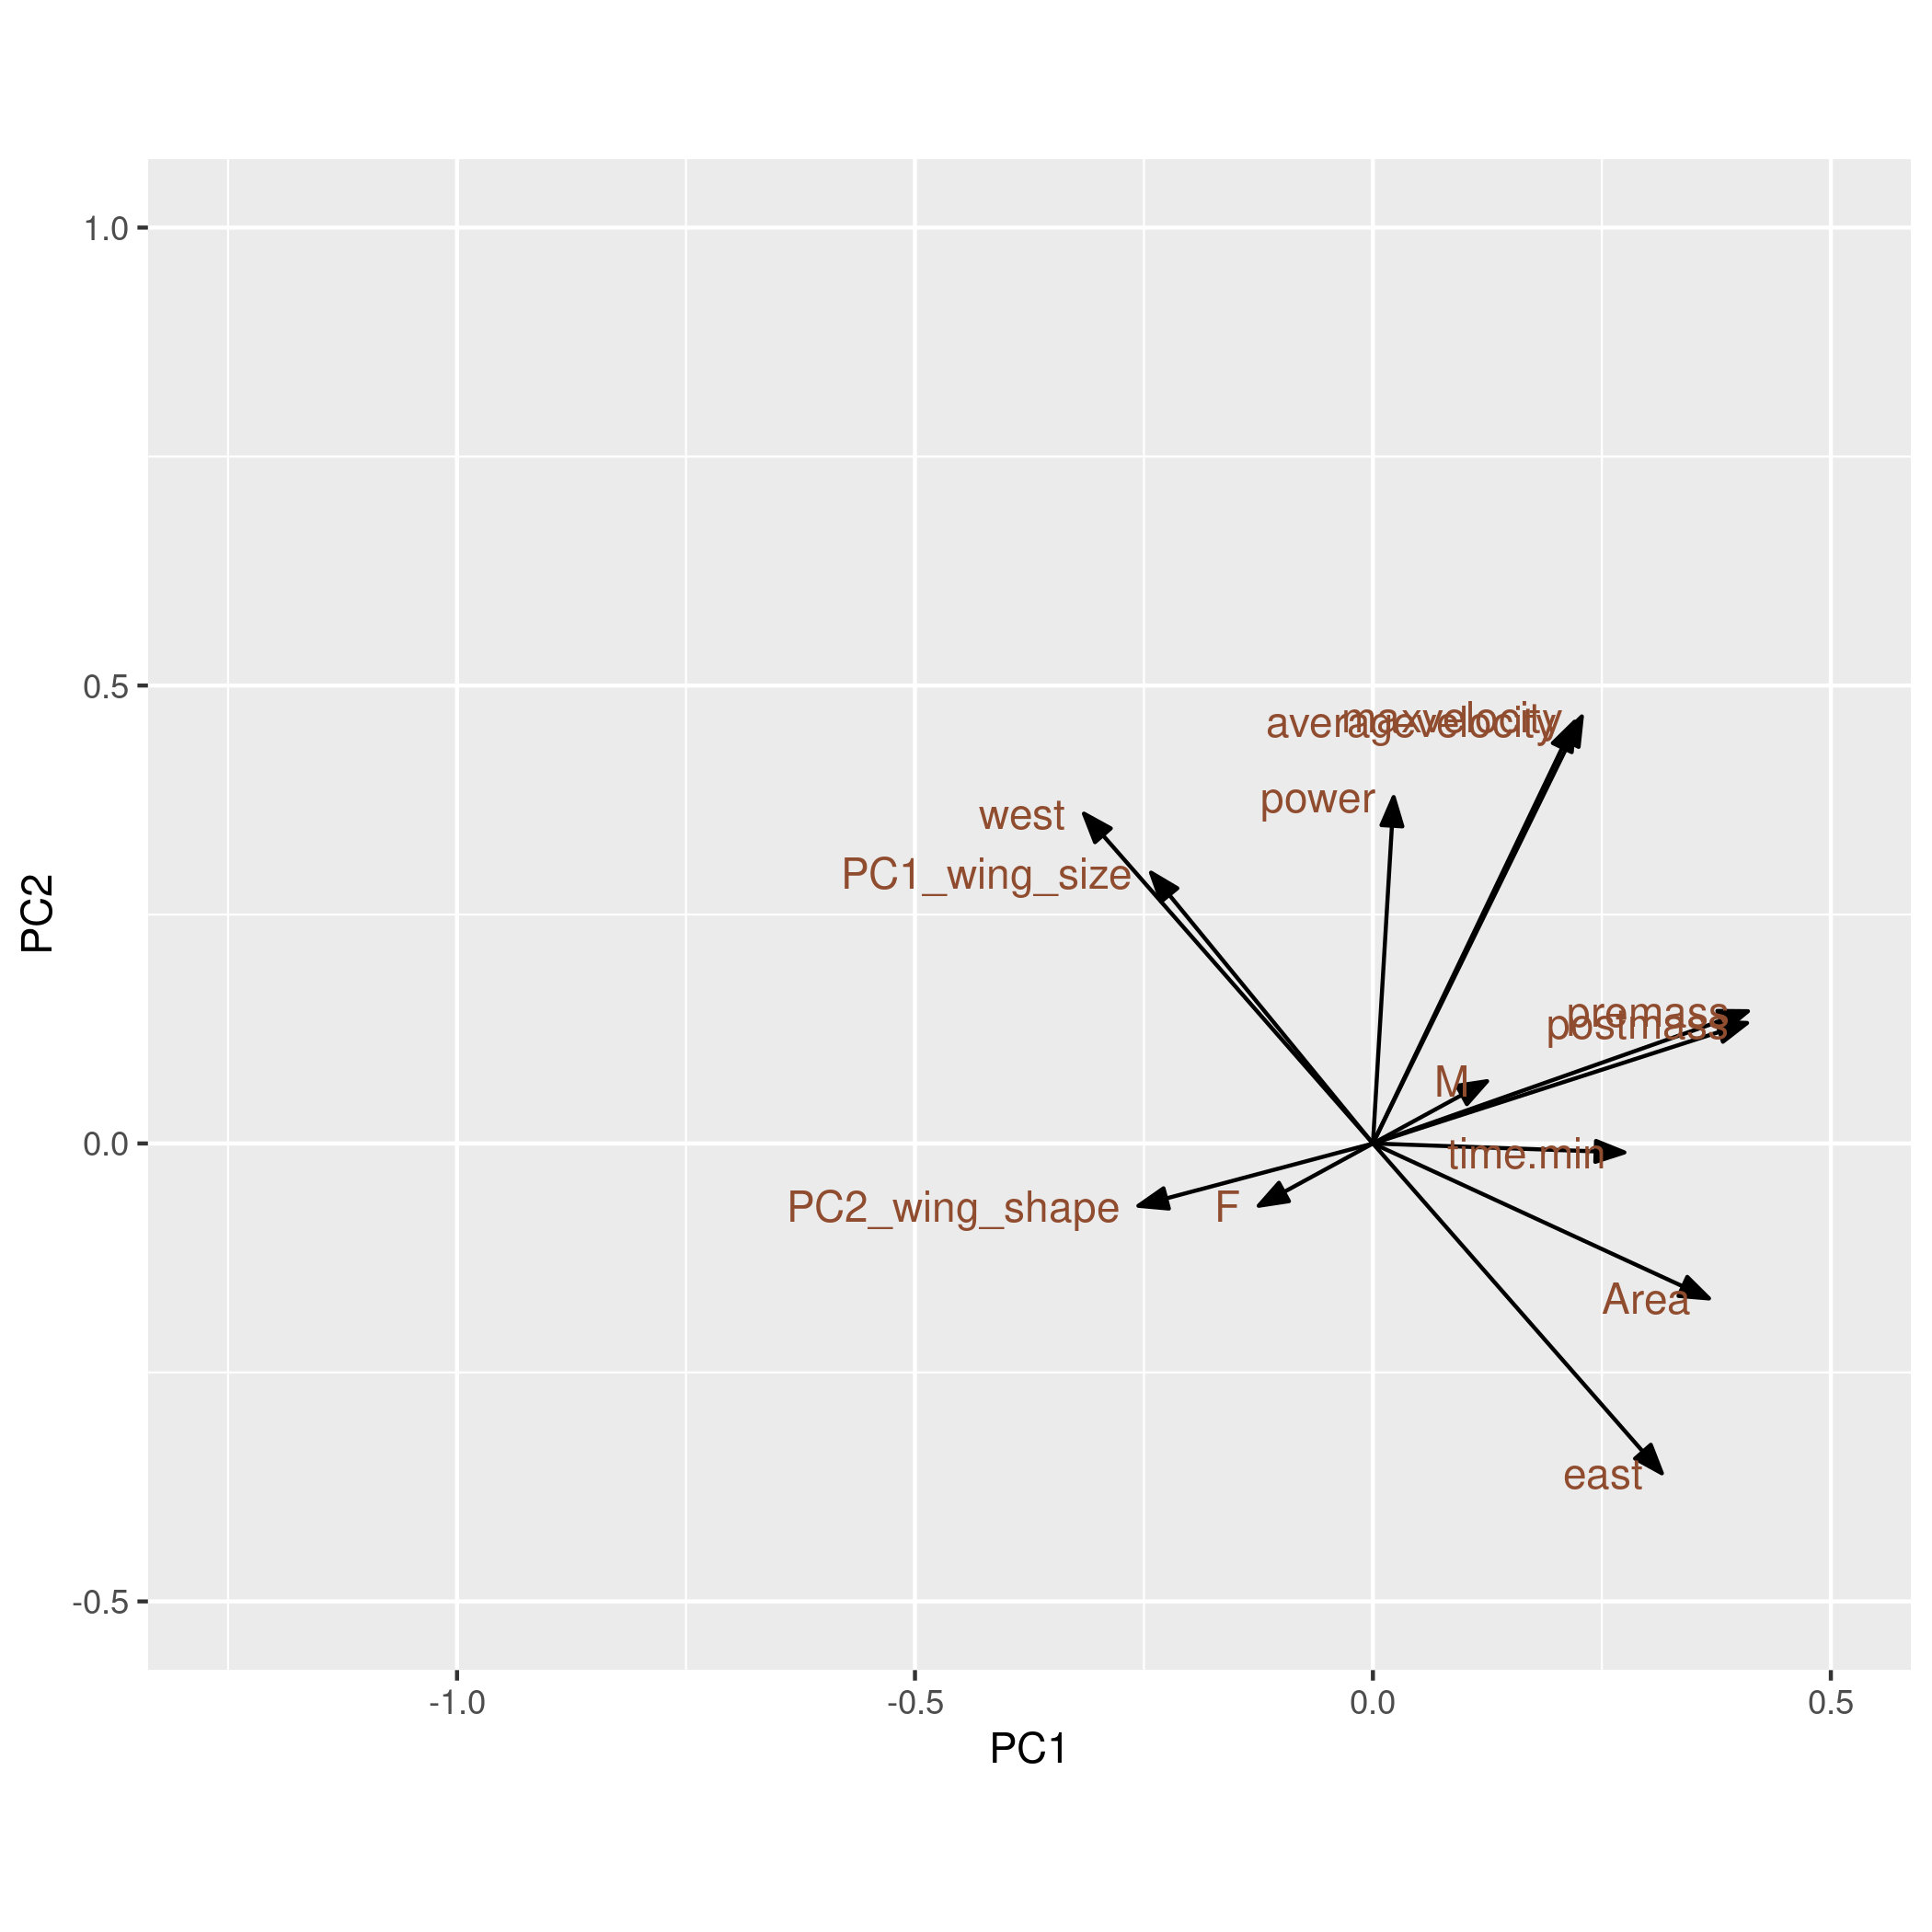 1.0
0.5
0.0
-0.5
PC2
maxvelocity
averagevelocity
power
west
PC1_wing_size
premass
postmass
M
time.min
PC2_wing_shape
F
Area
east
-1.0
-0.5
0.0
0.5
PC1